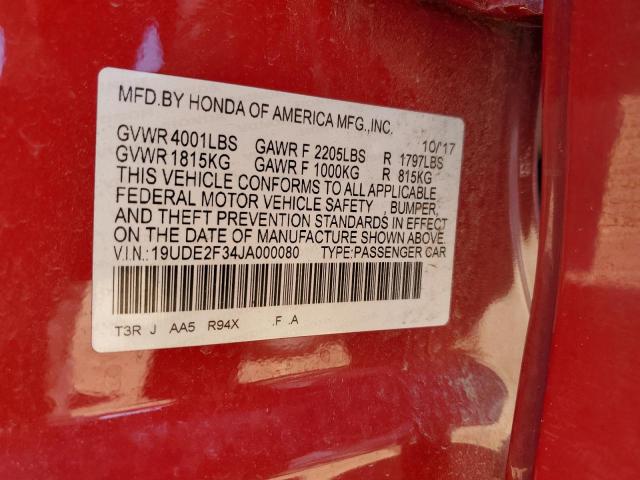 MFD.BY HONDA OF AMERICA MFG.,INC.
10/'17
GVWR 4001LBS GAWR F 2205LBS R 1797LBS
GVWR 1815KG GAWR F 1000KG R 815KG
THIS VEHICLE CONFORMS TO ALL APPLICABLE
FEDERAL MOTOR VEHICLE SAFETY , BUMPER,
AND THEFT PREVENTION STANDARDS IN EFFECT
ON THE DATE OF MANUFACTURE SHOWN ABOVE.
V.I.N.: 19UDE2F34JA000080 TYPE:PASSENGER CAR
T3R J AA5 R94X .F .A